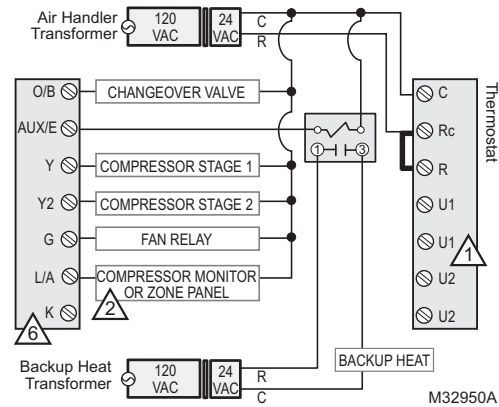 Air Handler
Transformer
120
VAC
24
VAC
C
R
O/B
CHANGEOVER VALVE
AUX/E
Y
COMPRESSOR STAGE 1
Y2
COMPRESSOR STAGE 2
G
FAN RELAY
L/A
COMPRESSOR MONITOR
OR ZONE PANEL
2
K
6
1
3
C
Rc
R
U1
U1
1
U2
U2
Thermostat
BACKUP HEAT
Backup Heat
Transformer
120
VAC
24
VAC
R
C
M32950A